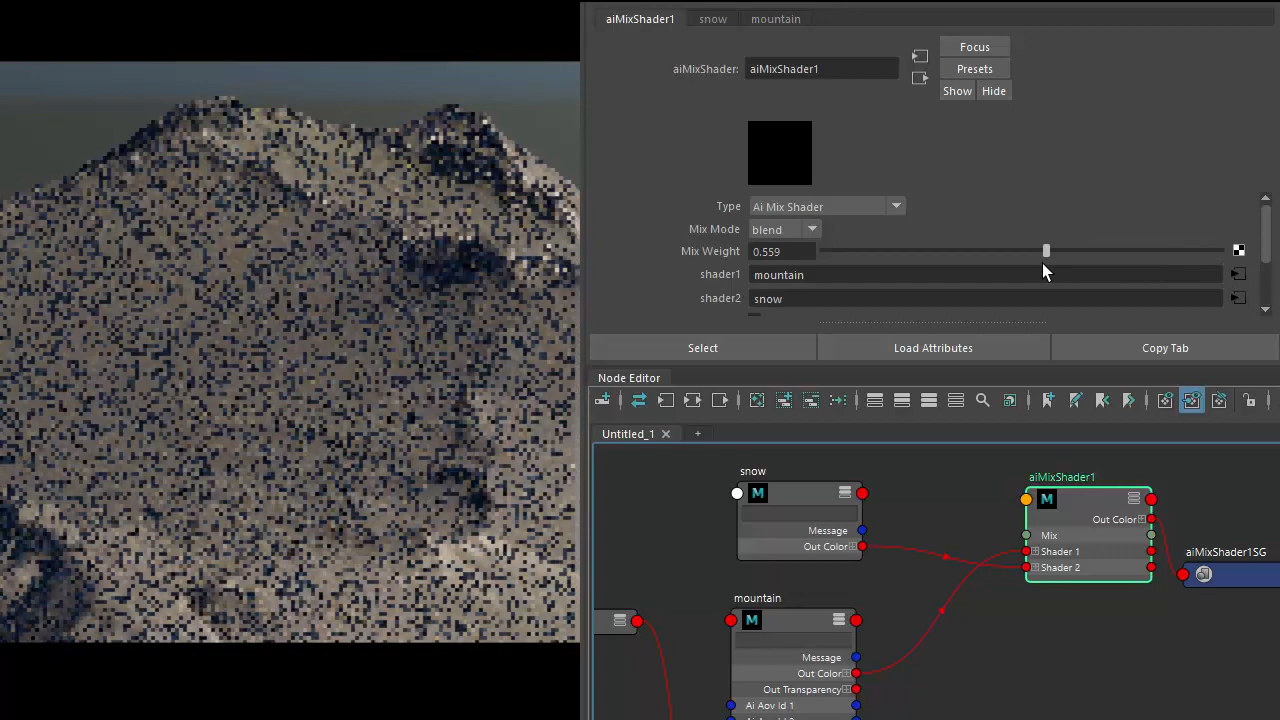 aiMixShader1 snow mountain
Focus
aiMixShader: aiMixShader1
Presets
Show Hide
Type Ai Mix Shader
Mix Mode blend
Mix Weight 0.559
shader1 mountain
shader2 snow
Select Load Attributes Copy Tab
Node Editor
Untitled_1 +
snow
M
Message
Out Color
aiMixShader1
M
Out Color
Mix
Shader 1
Shader 2
aiMixShader1SG
mountain
M
Message
Out Color
Out Transparency
Ai Aov Id 1